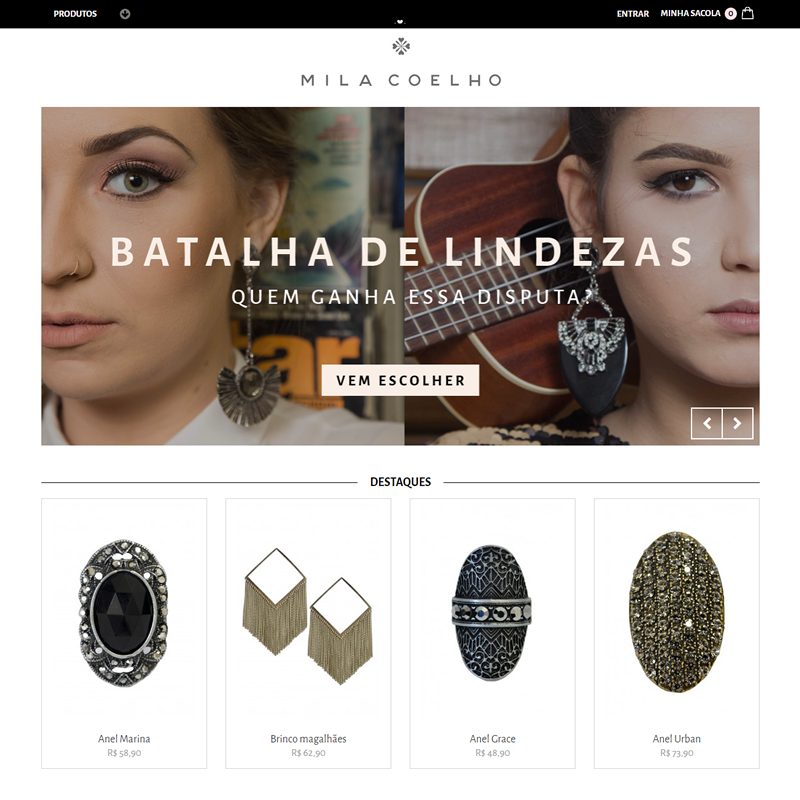 PRODUTOS
ENTRAR
MINHA SACOLA 0
MILA COELHO
BATALHA DE LINDEZAS
QUEM GANHA ESSA DISPUTA?
tar
VEM ESCOLHER
DESTAQUES
Anel Marina
R$ 58,90
Brinco magalhães
R$ 62,90
Anel Grace
R$ 48,90
Anel Urban
R$ 73,90